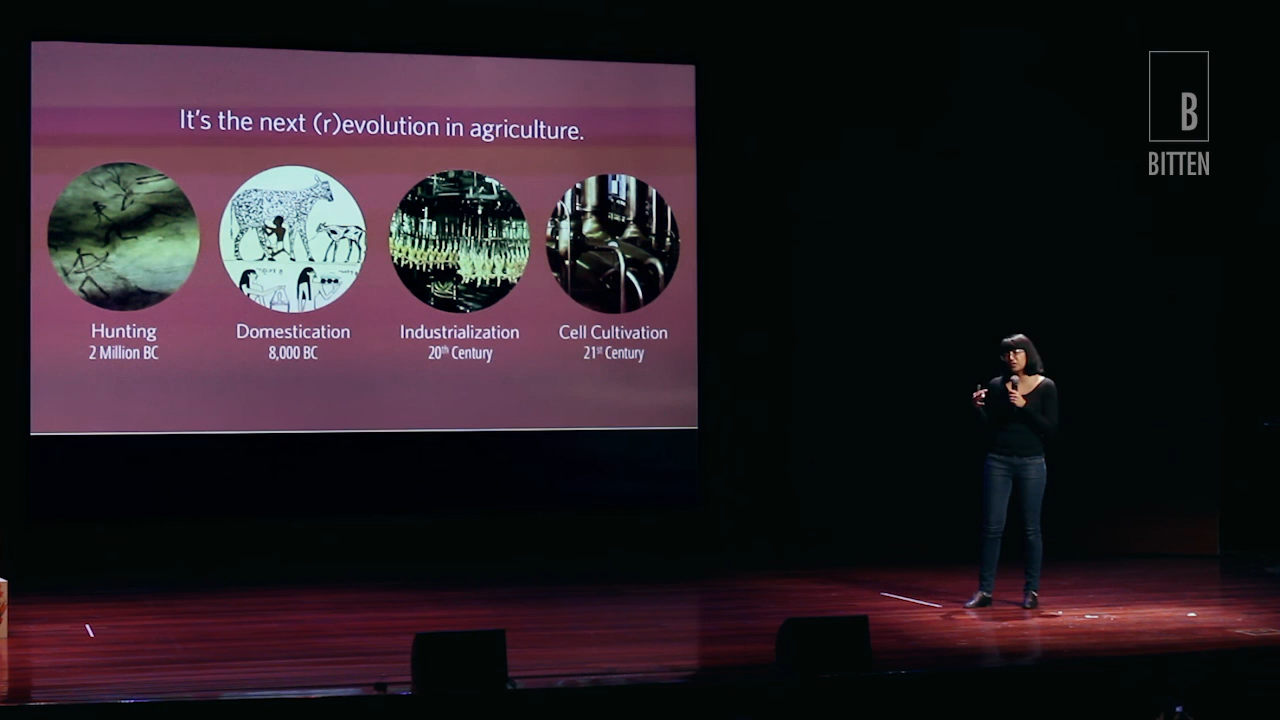 It's the next (r)evolution in agriculture.
Hunting
2 Million BC
Domestication
8,000 BC
Industrialization
20th Century
Cell Cultivation
21st Century
B
BITTEN